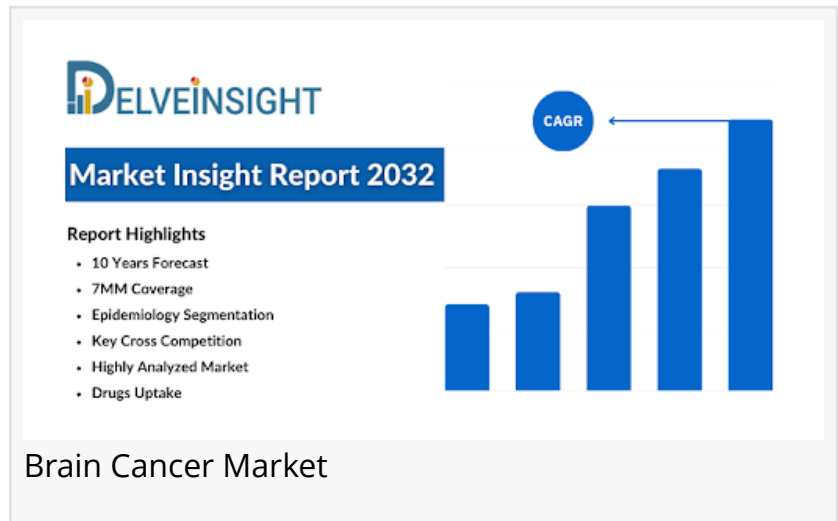 DELVEINSIGHT
CAGR
Market Insight Report 2032
Report Highlights
• 10 Years Forecast
• 7MM Coverage
• Epidemiology Segmentation
• Key Cross Competition
• Highly Analyzed Market
• Drugs Uptake
Brain Cancer Market